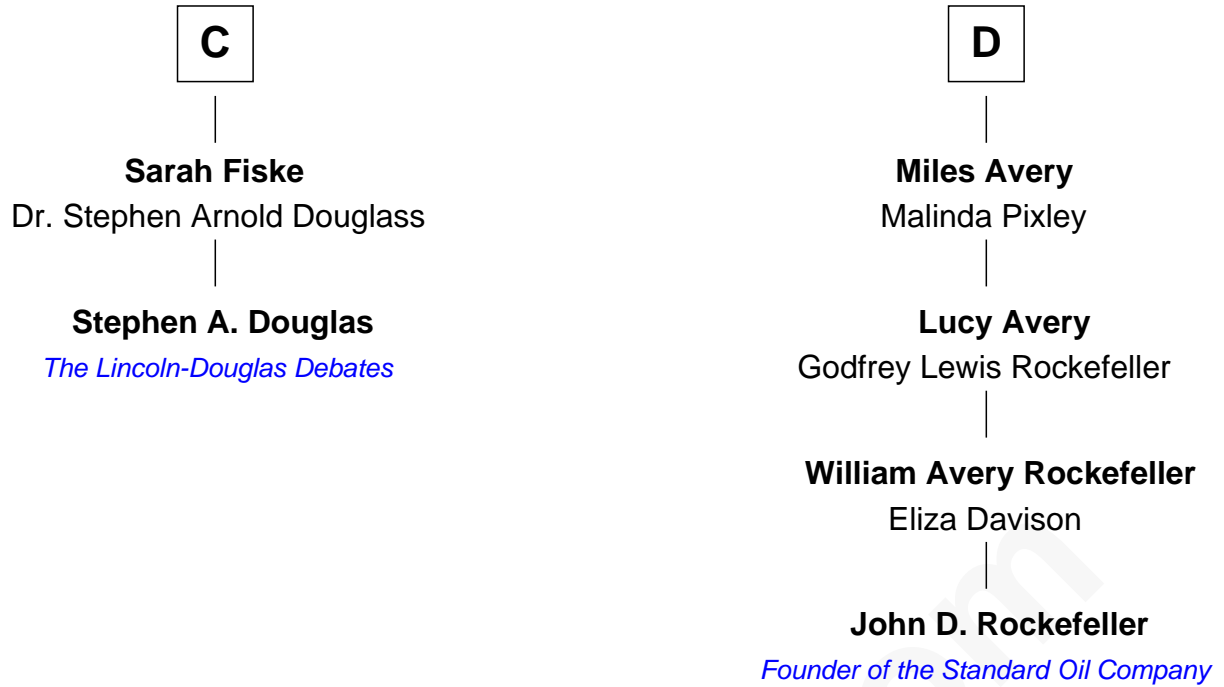 C
Sarah Fiske
Dr. Stephen Arnold Douglass
Stephen A. Douglas
The Lincoln-Douglas Debates
D
Miles Avery
Malinda Pixley
Lucy Avery
Godfrey Lewis Rockefeller
William Avery Rockefeller
Eliza Davison
John D. Rockefeller
Founder of the Standard Oil Company